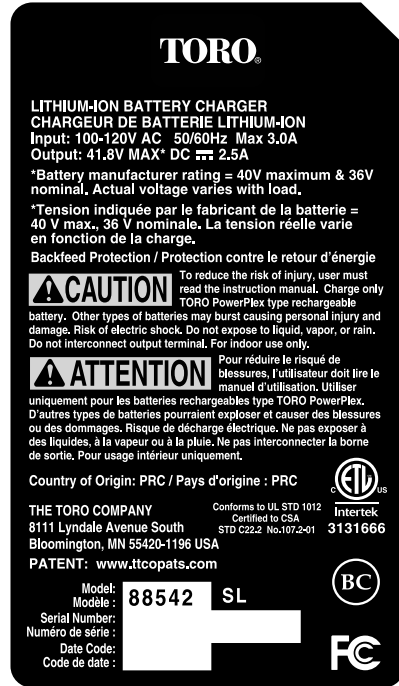 TORO®
LITHIUM-ION BATTERY CHARGER
CHARGEUR DE BATTERIE LITHIUM-ION
Input: 100-120V AC 50/60Hz Max 3.0A
Output: 41.8V MAX* DC ⎓ 2.5A
*Battery manufacturer rating = 40V maximum & 36V
nominal. Actual voltage varies with load.
*Tension indiquée par le fabricant de la batterie =
40 V max., 36 V nominale. La tension réelle varie
en fonction de la charge.
Backfeed Protection / Protection contre le retour d'énergie
CAUTION
To reduce the risk of injury, user must
read the instruction manual. Charge only
TORO PowerPlex type rechargeable
battery. Other types of batteries may burst causing personal injury and
damage. Risk of electric shock. Do not expose to liquid, vapor, or rain.
Do not interconnect output terminal. For indoor use only.
ATTENTION
Pour réduire le risqué de
blessures, l'utilisateur doit lire le
manuel d'utilisation. Utiliser
uniquement pour les batteries rechargeables type TORO PowerPlex.
D'autres types de batteries pourraient exploser et causer des blessures
ou des dommages. Risque de décharge électrique. Ne pas exposer à
des liquides, à la vapeur ou à la pluie. Ne pas interconnecter la borne
de sortie. Pour usage intérieur uniquement.
Country of Origin: PRC / Pays d'origine : PRC
C ETL US
Intertek
3131666
THE TORO COMPANY
8111 Lyndale Avenue South
Bloomington, MN 55420-1196 USA
Conforms to UL STD 1012
Certified to CSA
STD C22.2 No.107.2-01
PATENT: www.ttcopats.com
BC
Model:
Modèle :
88542 SL
Serial Number:
Numéro de série :
Date Code:
Code de date :
FC